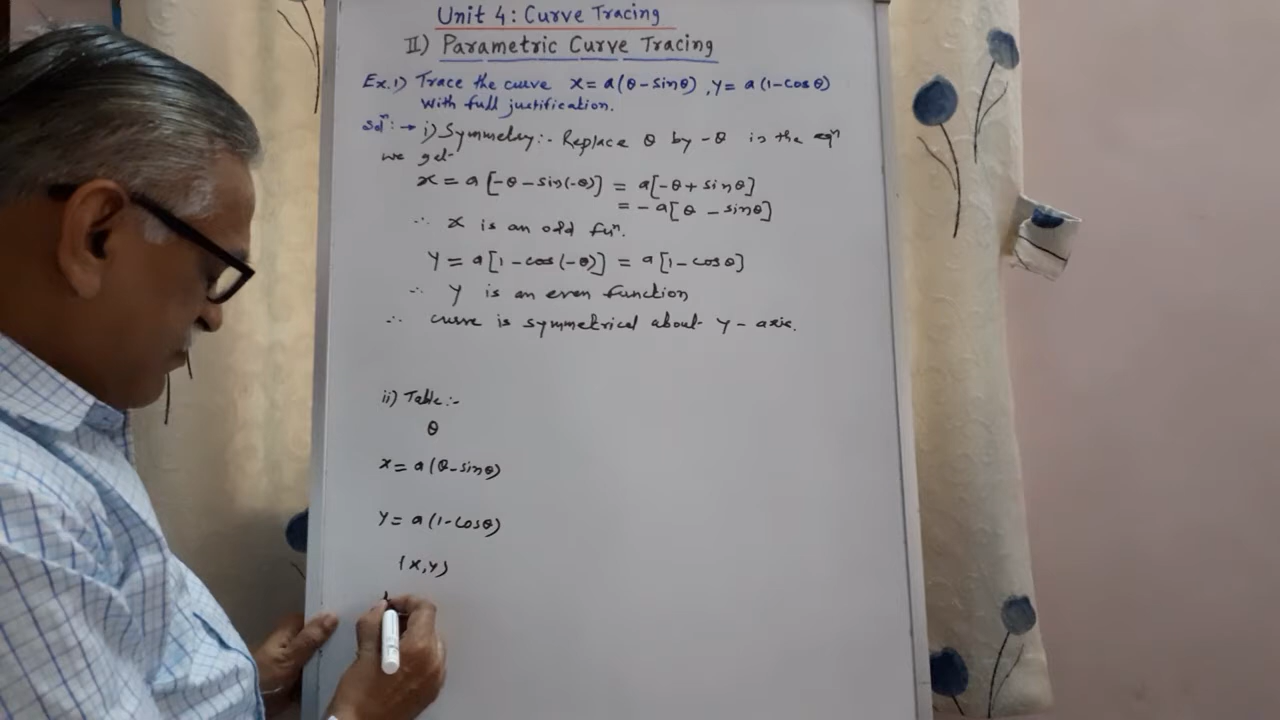 Unit 4: Curve Tracing
II) Parametric Curve Tracing
Ex.1) Trace the curve x = a(θ-sinθ), y = a(1-cosθ)
with full justification.
Solⁿ:→ i) Symmetry:- Replace θ by -θ in the eqⁿ
we get-
x = a[-θ-sin(-θ)] = a[-θ+sinθ]
= -a[θ-sinθ]
∴ x is an odd fuⁿ.
y = a[1-cos(-θ)] = a[1-cosθ]
∴ y is an even function
∴ curve is symmetrical about y-axis.
ii) Table:-
θ
x = a(θ-sinθ)
y = a(1-cosθ)
(x,y)